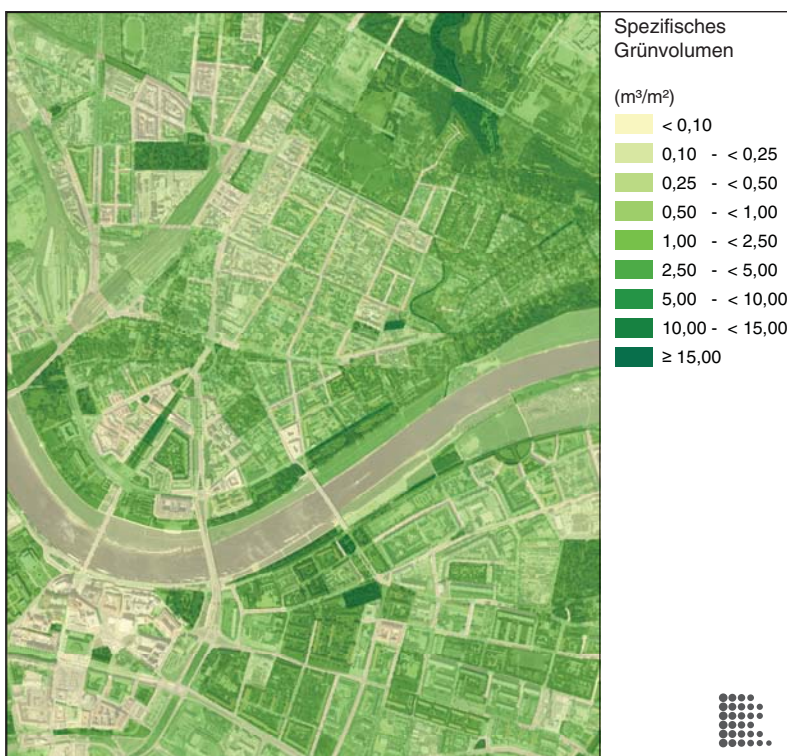 Spezifisches
Grünvolumen
(m³/m²)
< 0,10
0,10 - < 0,25
0,25 - < 0,50
0,50 - < 1,00
1,00 - < 2,50
2,50 - < 5,00
5,00 - < 10,00
10,00 - < 15,00
≥ 15,00